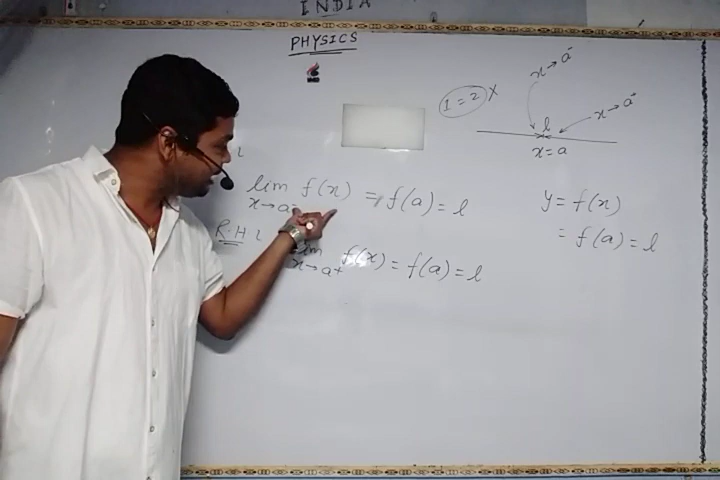 INDIA
PHYSICS
1 = 2 X
x→a⁻
x→a⁺
l
x = a
L
lim f(x) = f(a) = l
x→a⁻
R.H L
lim f(x) = f(a) = l
x→a+
y = f(x)
= f(a) = l